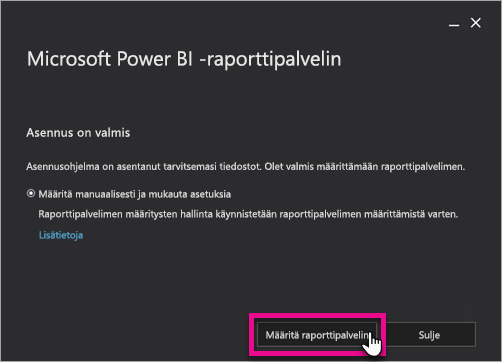 Microsoft Power BI -raporttipalvelin
Asennus on valmis
Asennusohjelma on asentanut tarvitsemasi tiedostot. Olet valmis määrittämään raporttipalvelimen.
Määritä manuaalisesti ja mukauta asetuksia
Raporttipalvelimen määritysten hallinta käynnistetään raporttipalvelimen määrittämistä varten.
Lisätietoja
Määritä raporttipalvelin
Sulje